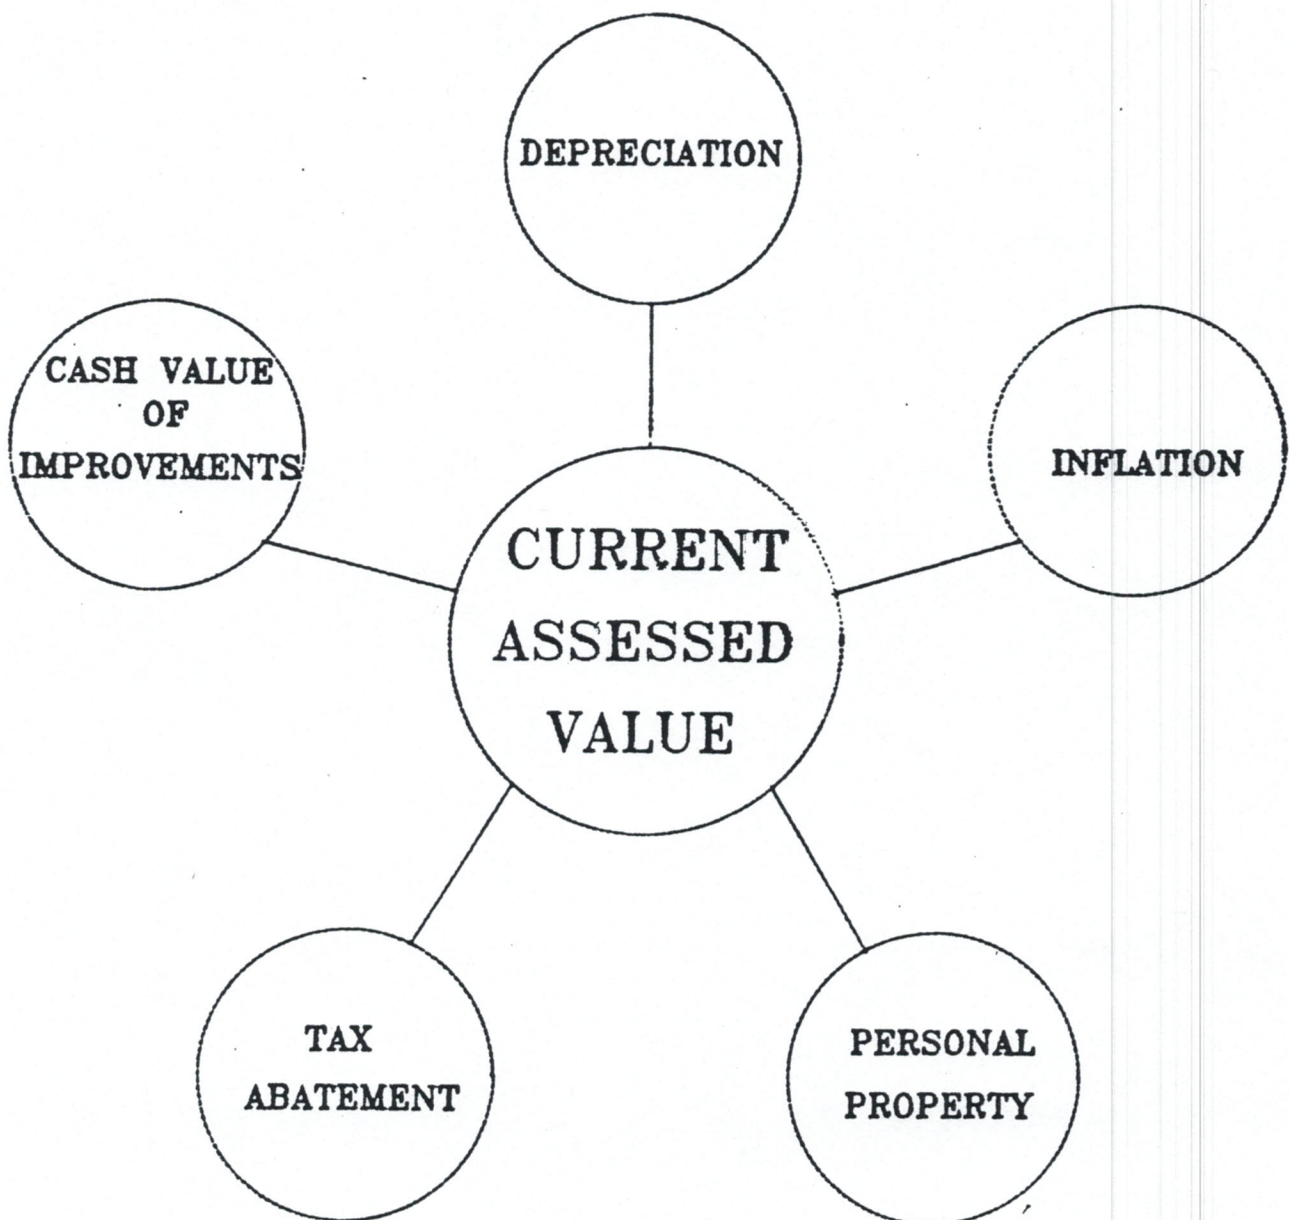 DEPRECIATION
CASH VALUE
OF
IMPROVEMENTS
INFLATION
CURRENT
ASSESSED
VALUE
TAX
ABATEMENT
PERSONAL
PROPERTY